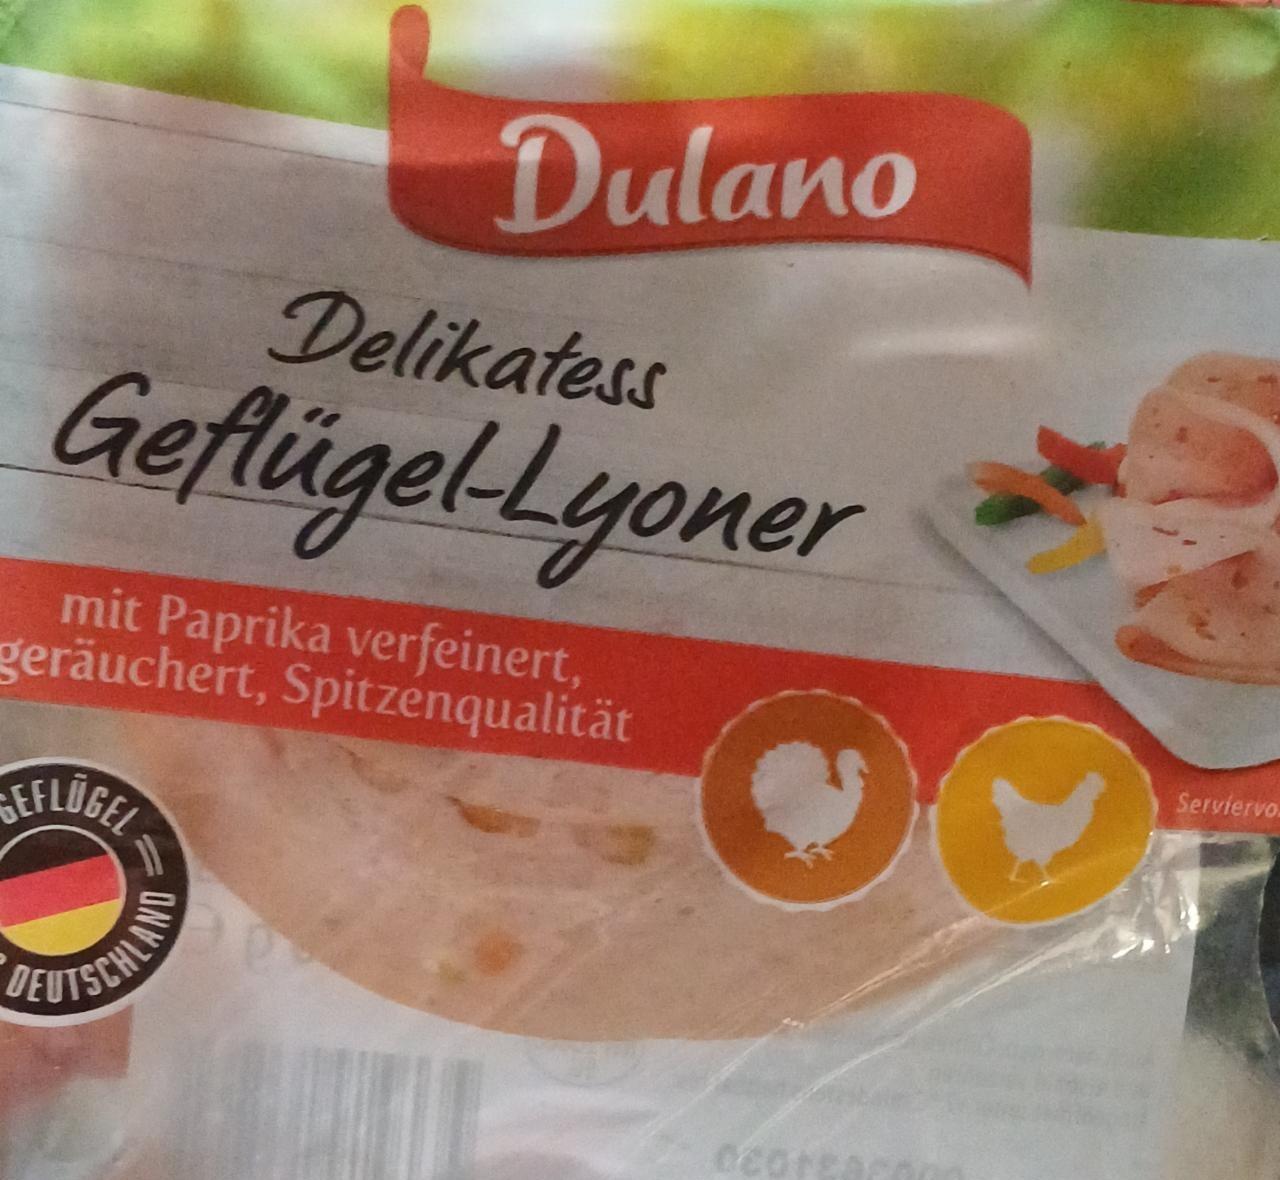 Dulano
Delikatess
Geflügel-Lyoner
mit Paprika verfeinert,
geräuchert, Spitzenqualität
GEFLÜGEL
DEUTSCHLAND